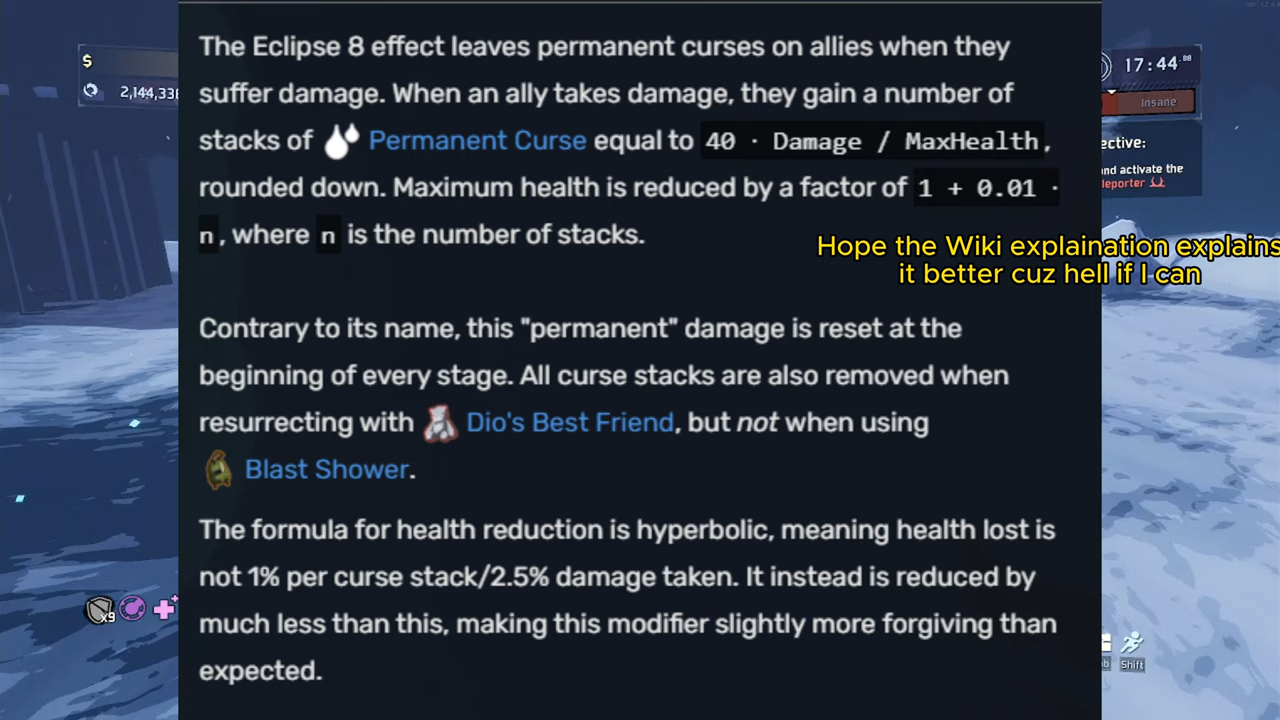 The Eclipse 8 effect leaves permanent curses on allies when they
suffer damage. When an ally takes damage, they gain a number of
stacks of Permanent Curse equal to 40 · Damage / MaxHealth,
rounded down. Maximum health is reduced by a factor of 1 + 0.01 ·
n, where n is the number of stacks.
Contrary to its name, this "permanent" damage is reset at the
beginning of every stage. All curse stacks are also removed when
resurrecting with Dio's Best Friend, but not when using
Blast Shower.
The formula for health reduction is hyperbolic, meaning health lost is
not 1% per curse stack/2.5% damage taken. It instead is reduced by
much less than this, making this modifier slightly more forgiving than
expected.
Hope the Wiki explaination explains
it better cuz hell if I can
$
2,144,33
17:44
Insane
ective:
nd activate the
leporter
x9
Shift